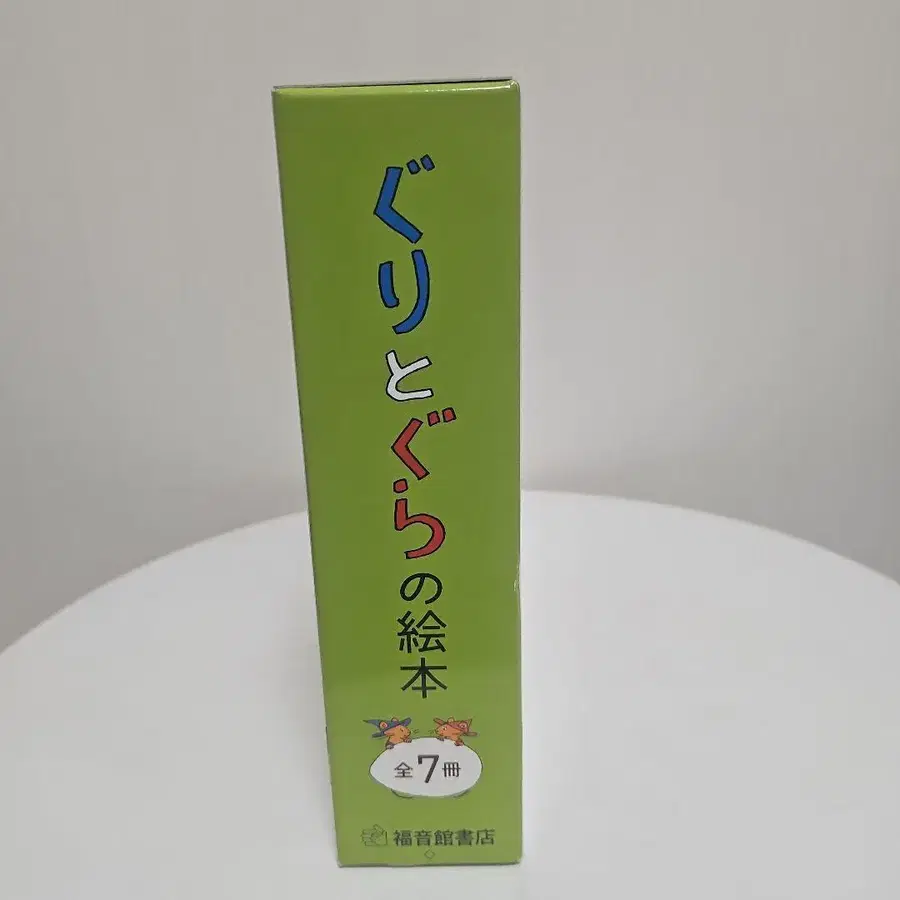 ぐりとぐらの絵本
全7冊
福音館書店